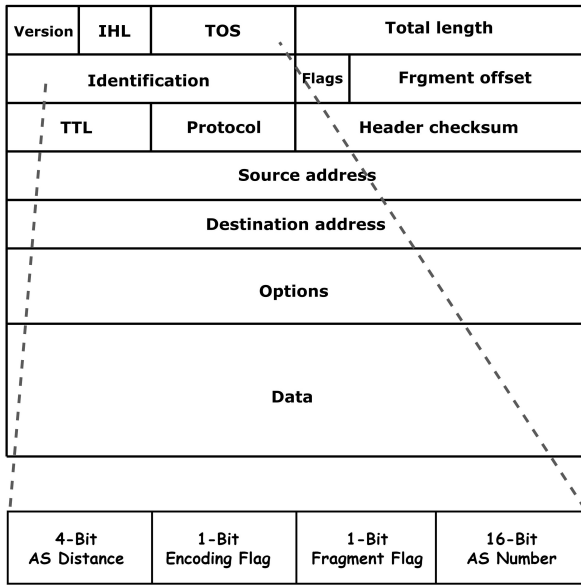 Version IHL TOS Total length
Identification Flags Frgment offset
TTL Protocol Header checksum
Source address
Destination address
Options
Data
4-Bit 1-Bit 1-Bit 16-Bit
AS Distance Encoding Flag Fragment Flag AS Number